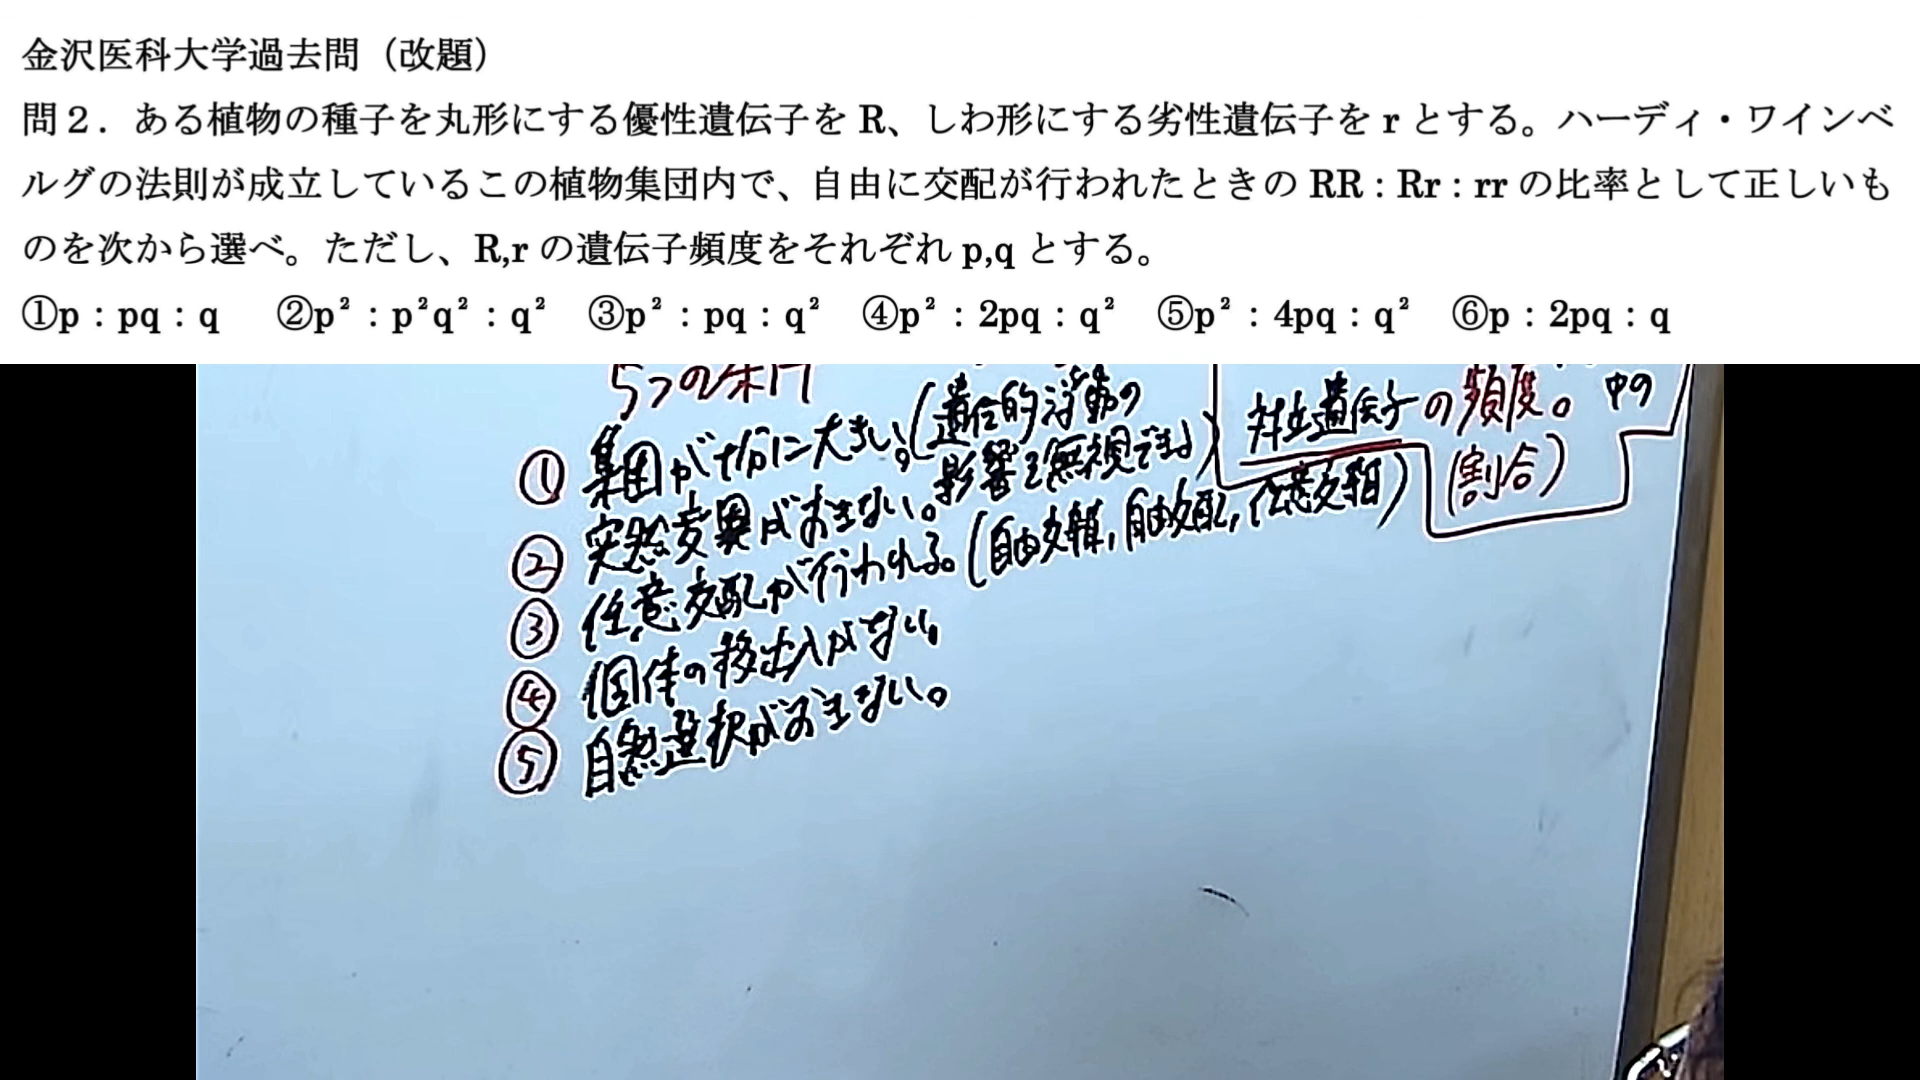 金沢医科大学過去問（改題）
問２．ある植物の種子を丸形にする優性遺伝子を R、しわ形にする劣性遺伝子を r とする。ハーディ・ワインベ
ルグの法則が成立しているこの植物集団内で、自由に交配が行われたときの RR : Rr : rr の比率として正しいも
のを次から選べ。ただし、R,r の遺伝子頻度をそれぞれ p,q とする。
①p : pq : q ②p² : p²q² : q² ③p² : pq : q² ④p² : 2pq : q² ⑤p² : 4pq : q² ⑥p : 2pq : q
5つの条件
① 集団が十分に大きい。(遺伝的浮動の
影響を無視できる)
② 突然変異がおきない。
③ 任意交配が行われる。(自由交雑, 自由交配, 任意交雑)
④ 個体の移出入がない。
⑤ 自然選択がおきない。
対立遺伝子の頻度。
(割合)
中の